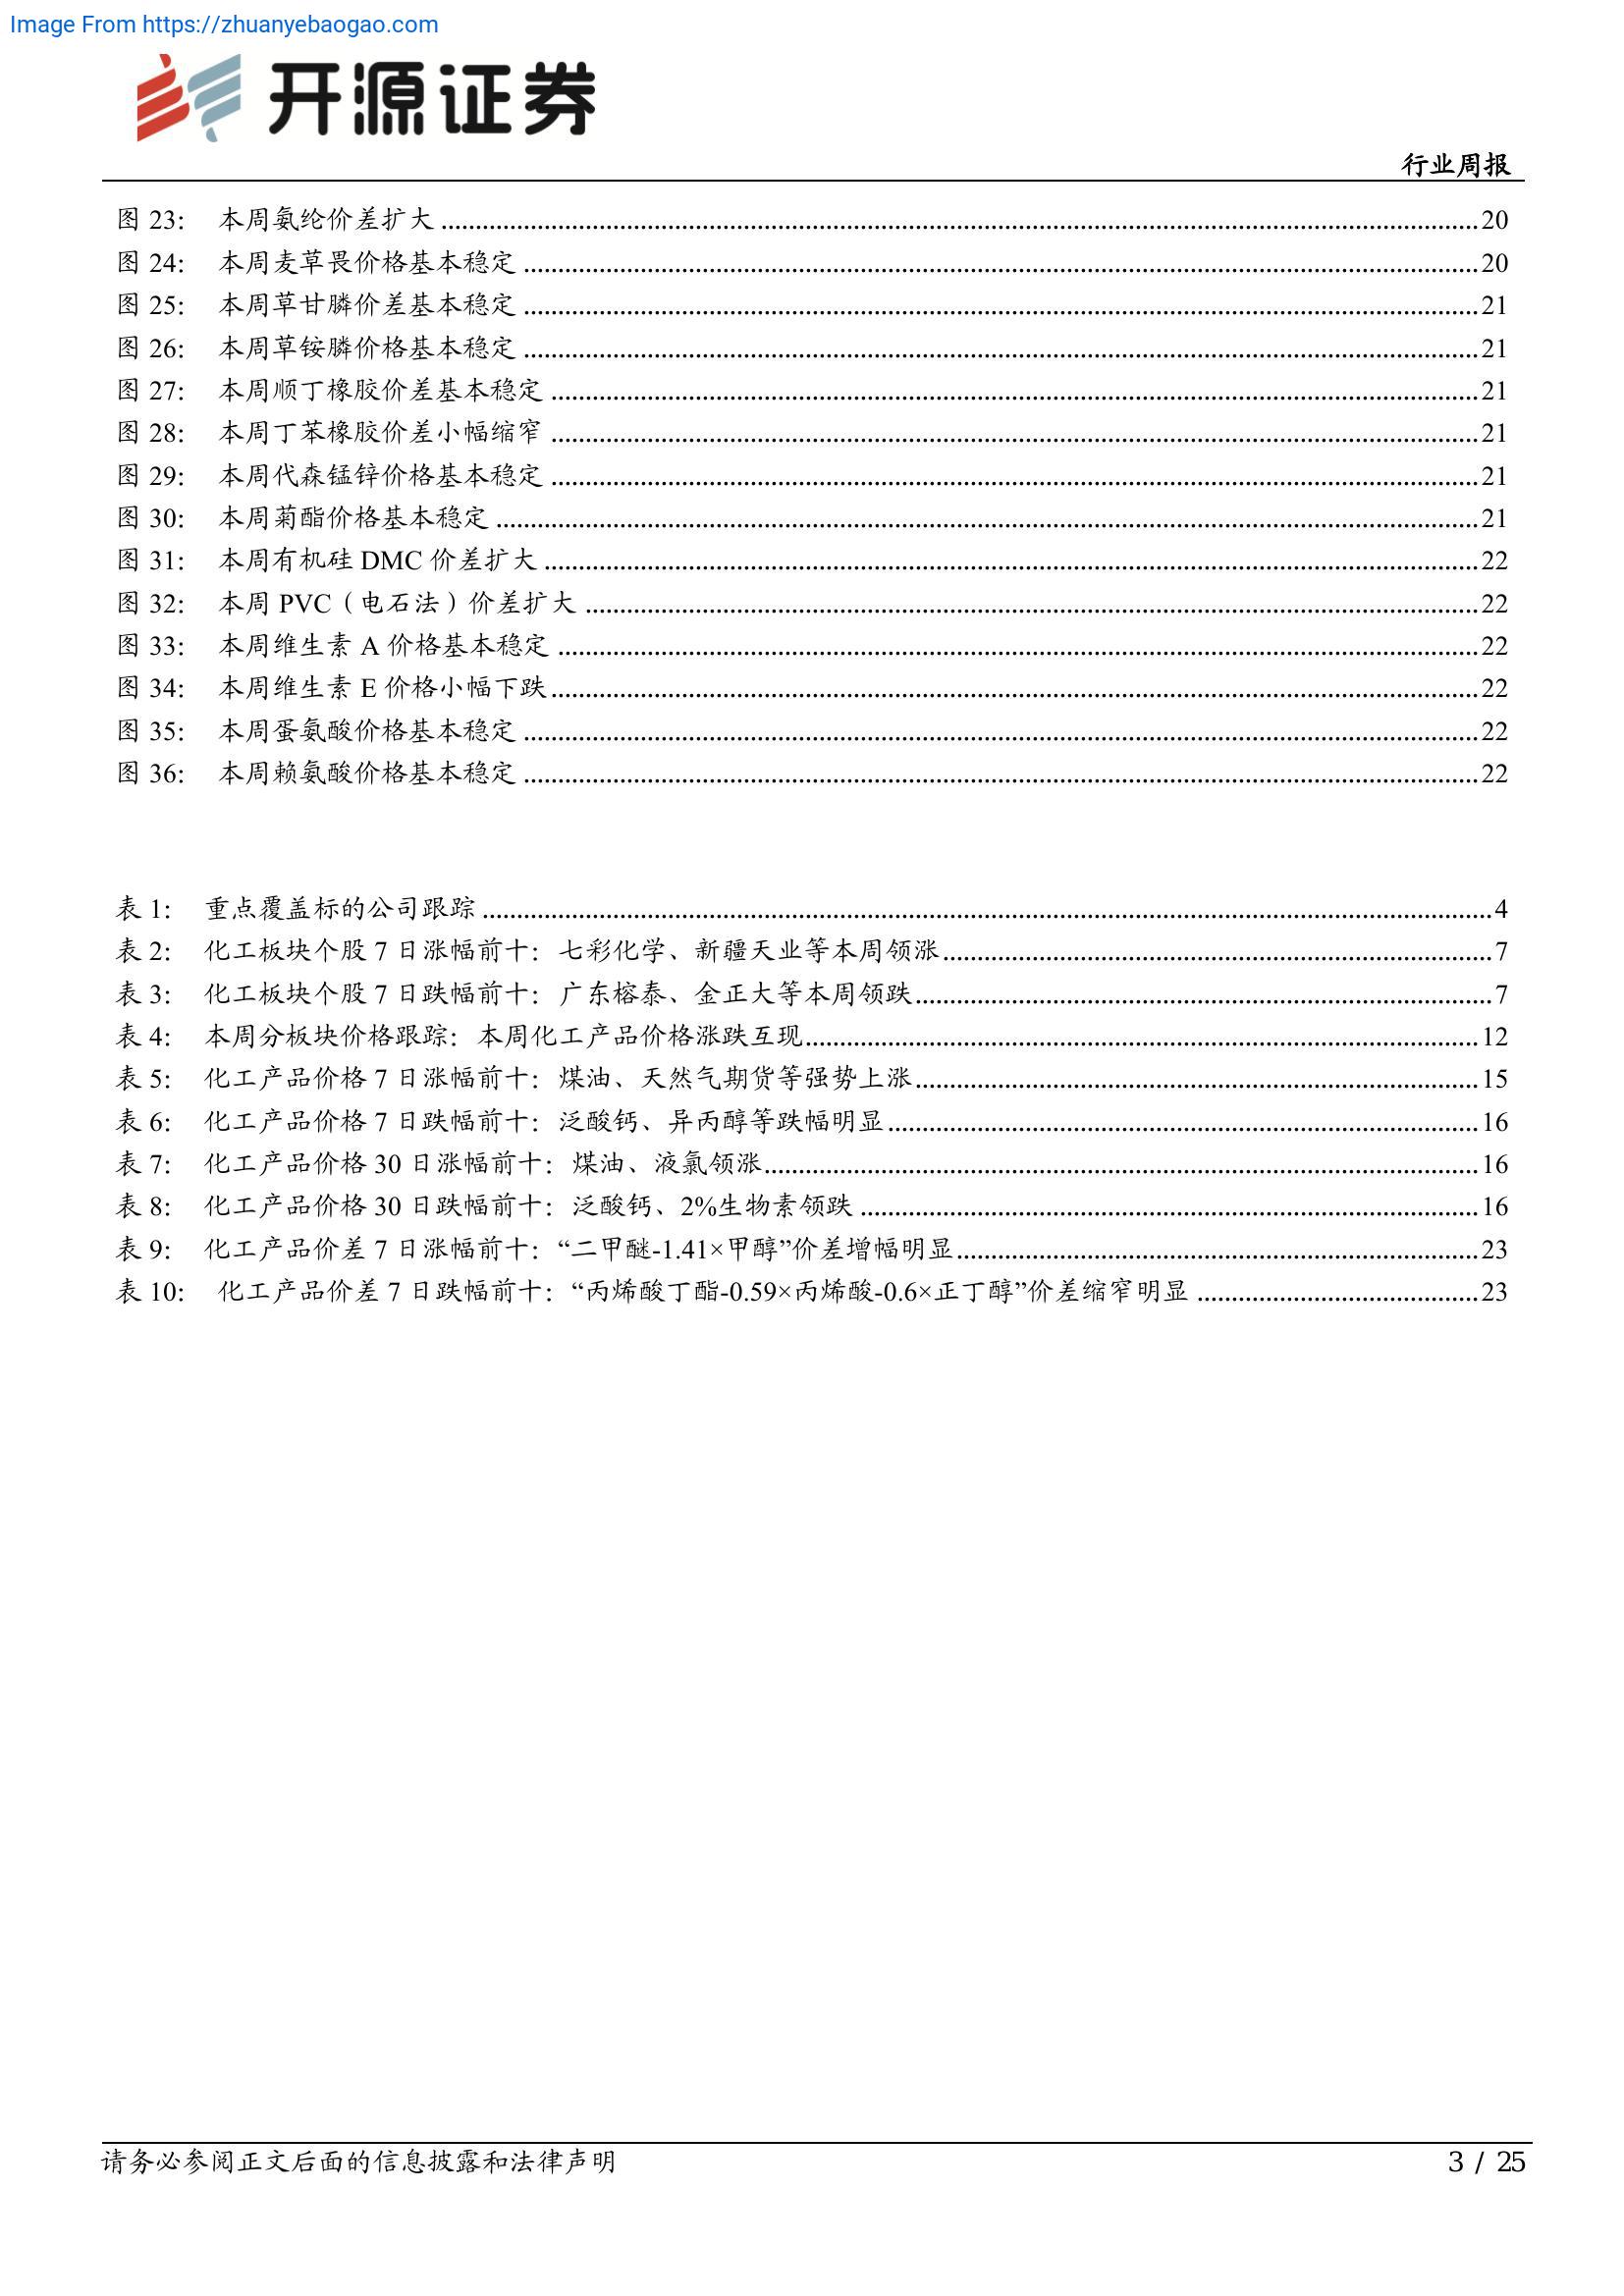 Image From https://zhuanyebaogao.com
开源证券
行业周报
图 23: 本周氨纶价差扩大 ........ 20
图 24: 本周麦草畏价格基本稳定 ........ 20
图 25: 本周草甘膦价差基本稳定 ........ 21
图 26: 本周草铵膦价格基本稳定 ........ 21
图 27: 本周顺丁橡胶价差基本稳定 ........ 21
图 28: 本周丁苯橡胶价差小幅缩窄 ........ 21
图 29: 本周代森锰锌价格基本稳定 ........ 21
图 30: 本周菊酯价格基本稳定 ........ 21
图 31: 本周有机硅 DMC 价差扩大 ........ 22
图 32: 本周 PVC（电石法）价差扩大 ........ 22
图 33: 本周维生素 A 价格基本稳定 ........ 22
图 34: 本周维生素 E 价格小幅下跌 ........ 22
图 35: 本周蛋氨酸价格基本稳定 ........ 22
图 36: 本周赖氨酸价格基本稳定 ........ 22
表 1: 重点覆盖标的公司跟踪 ........ 4
表 2: 化工板块个股 7 日涨幅前十：七彩化学、新疆天业等本周领涨 ........ 7
表 3: 化工板块个股 7 日跌幅前十：广东榕泰、金正大等本周领跌 ........ 7
表 4: 本周分板块价格跟踪：本周化工产品价格涨跌互现 ........ 12
表 5: 化工产品价格 7 日涨幅前十：煤油、天然气期货等强势上涨 ........ 15
表 6: 化工产品价格 7 日跌幅前十：泛酸钙、异丙醇等跌幅明显 ........ 16
表 7: 化工产品价格 30 日涨幅前十：煤油、液氯领涨 ........ 16
表 8: 化工产品价格 30 日跌幅前十：泛酸钙、2%生物素领跌 ........ 16
表 9: 化工产品价差 7 日涨幅前十：“二甲醚-1.41×甲醇”价差增幅明显 ........ 23
表 10: 化工产品价差 7 日跌幅前十：“丙烯酸丁酯-0.59×丙烯酸-0.6×正丁醇”价差缩窄明显 ........ 23
请务必参阅正文后面的信息披露和法律声明
3 / 25